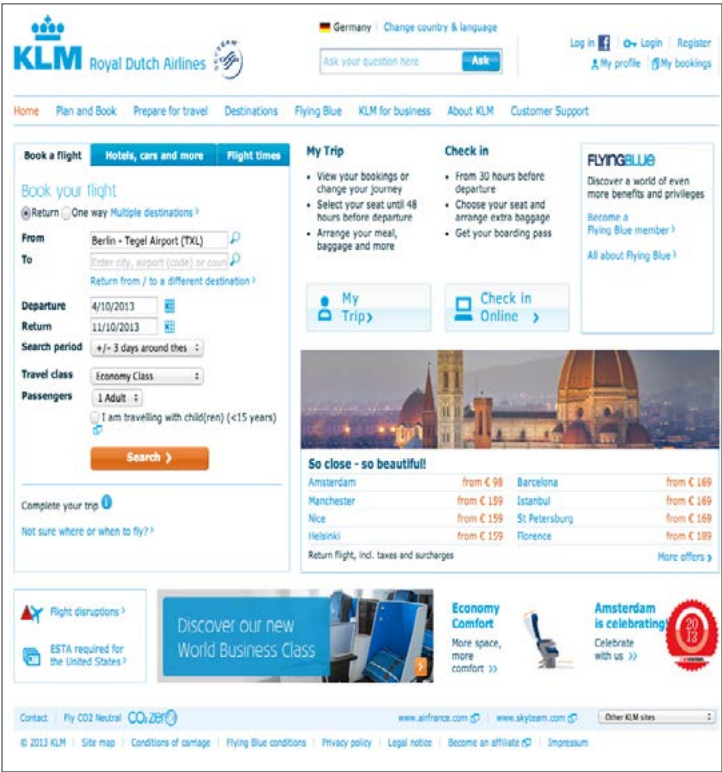 KLM Royal Dutch Airlines
SKYTEAM
Germany | Change country & language
Ask your question here Ask
Log in | Login | Register
My profile | My bookings
Home Plan and Book Prepare for travel Destinations Flying Blue KLM for business About KLM Customer Support
Book a flight Hotels, cars and more Flight times
Book your flight
Return One way Multiple destinations >
From Berlin - Tegel Airport (TXL)
To Enter city, airport (code) or coun
Return from / to a different destination >
Departure 4/10/2013
Return 11/10/2013
Search period +/- 3 days around thes
Travel class Economy Class
Passengers 1 Adult
I am travelling with child(ren) (<15 years)
Search >
Complete your trip i
Not sure where or when to fly? >
My Trip
• View your bookings or
change your journey
• Select your seat until 48
hours before departure
• Arrange your meal,
baggage and more
My
Trip >
Check in
• From 30 hours before
departure
• Choose your seat and
arrange extra baggage
• Get your boarding pass
Check in
Online >
FLYINGBLUE
Discover a world of even
more benefits and privileges
Become a
Flying Blue member >
All about Flying Blue >
So close - so beautiful!
Amsterdam from € 98 Barcelona from € 169
Manchester from € 159 Istanbul from € 169
Nice from € 159 St Petersburg from € 169
Helsinki from € 159 Florence from € 189
Return flight, incl. taxes and surcharges More offers >
Flight disruptions >
ESTA required for
the United States >
Discover our new
World Business Class
Economy
Comfort
More space,
more
comfort >>
Amsterdam
is celebrating!
Celebrate
with us >>
2013
Contact | Fly CO2 Neutral CO2ZERO www.airfrance.com | www.skyteam.com Other KLM sites
© 2013 KLM | Site map | Conditions of carriage | Flying Blue conditions | Privacy policy | Legal notice | Become an affiliate | Impressum